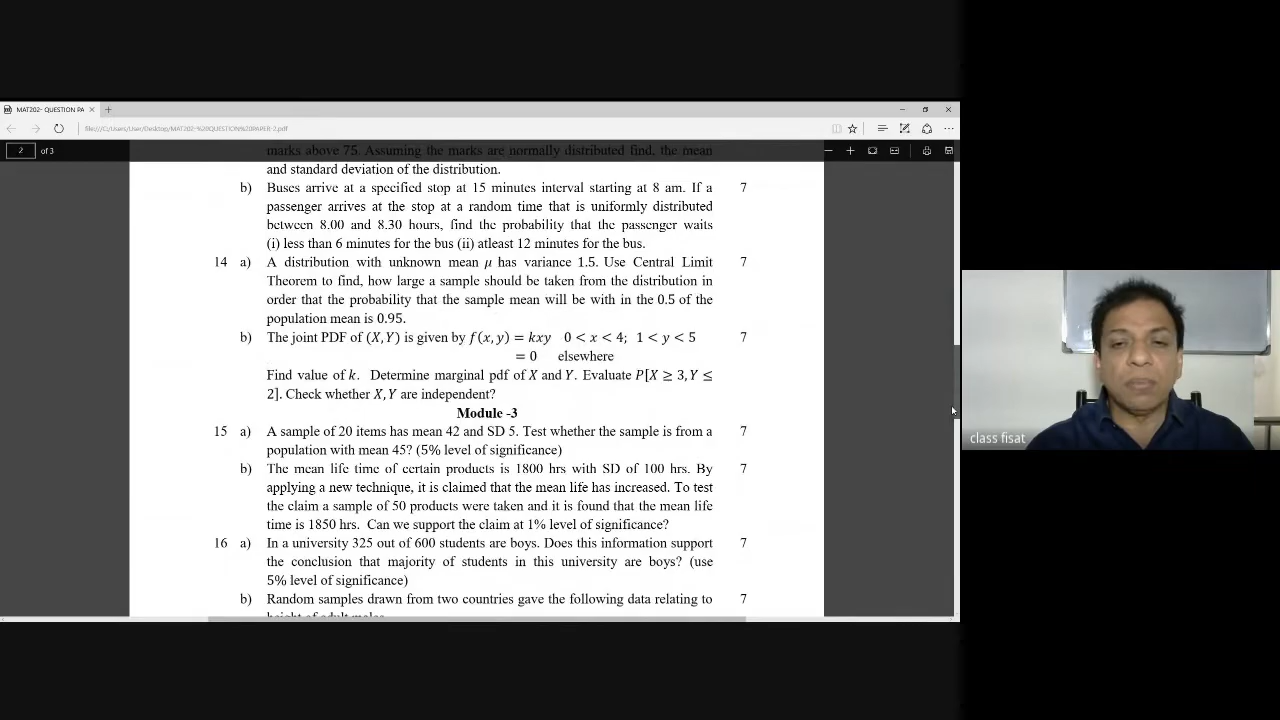 MAT202- QUESTION PA
file:///C:/Users/User/Desktop/MAT202-%20QUESTION%20PAPER-2.pdf
2 of 3
marks above 75. Assuming the marks are normally distributed find, the mean
and standard deviation of the distribution.
b) Buses arrive at a specified stop at 15 minutes interval starting at 8 am. If a 7
passenger arrives at the stop at a random time that is uniformly distributed
between 8.00 and 8.30 hours, find the probability that the passenger waits
(i) less than 6 minutes for the bus (ii) atleast 12 minutes for the bus.
14 a) A distribution with unknown mean μ has variance 1.5. Use Central Limit 7
Theorem to find, how large a sample should be taken from the distribution in
order that the probability that the sample mean will be with in the 0.5 of the
population mean is 0.95.
b) The joint PDF of (X,Y) is given by f(x,y) = kxy 0 < x < 4; 1 < y < 5 7
= 0 elsewhere
Find value of k. Determine marginal pdf of X and Y. Evaluate P[X ≥ 3, Y ≤
2]. Check whether X, Y are independent?
Module -3
15 a) A sample of 20 items has mean 42 and SD 5. Test whether the sample is from a 7
population with mean 45? (5% level of significance)
b) The mean life time of certain products is 1800 hrs with SD of 100 hrs. By 7
applying a new technique, it is claimed that the mean life has increased. To test
the claim a sample of 50 products were taken and it is found that the mean life
time is 1850 hrs. Can we support the claim at 1% level of significance?
16 a) In a university 325 out of 600 students are boys. Does this information support 7
the conclusion that majority of students in this university are boys? (use
5% level of significance)
b) Random samples drawn from two countries gave the following data relating to 7
height of adult males
class fisat